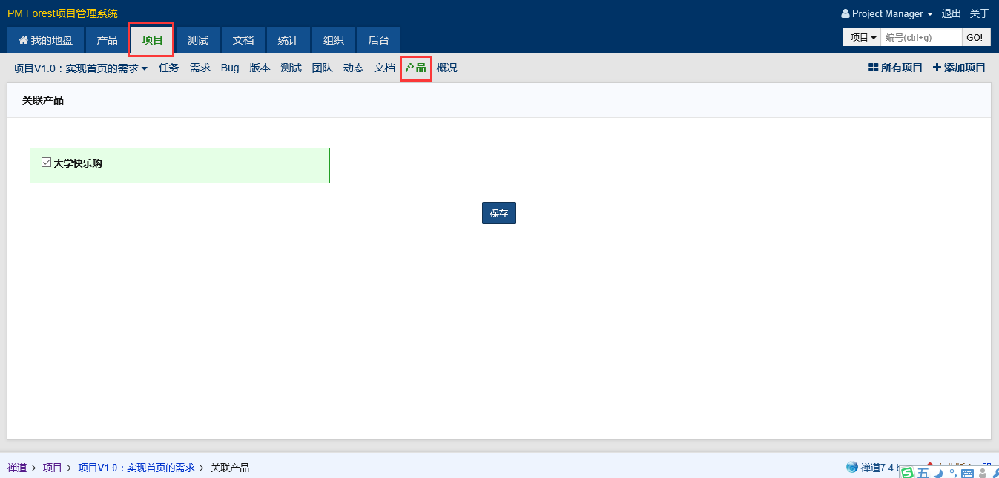 PM Forest项目管理系统
Project Manager 退出 关于
我的地盘 产品 项目 测试 文档 统计 组织 后台
项目 编号(ctrl+g) GO!
项目V1.0：实现首页的需求 任务 需求 Bug 版本 测试 团队 动态 文档 产品 概况
所有项目 添加项目
关联产品
大学快乐购
保存
禅道 > 项目 > 项目V1.0：实现首页的需求 > 关联产品
禅道7.4.
五